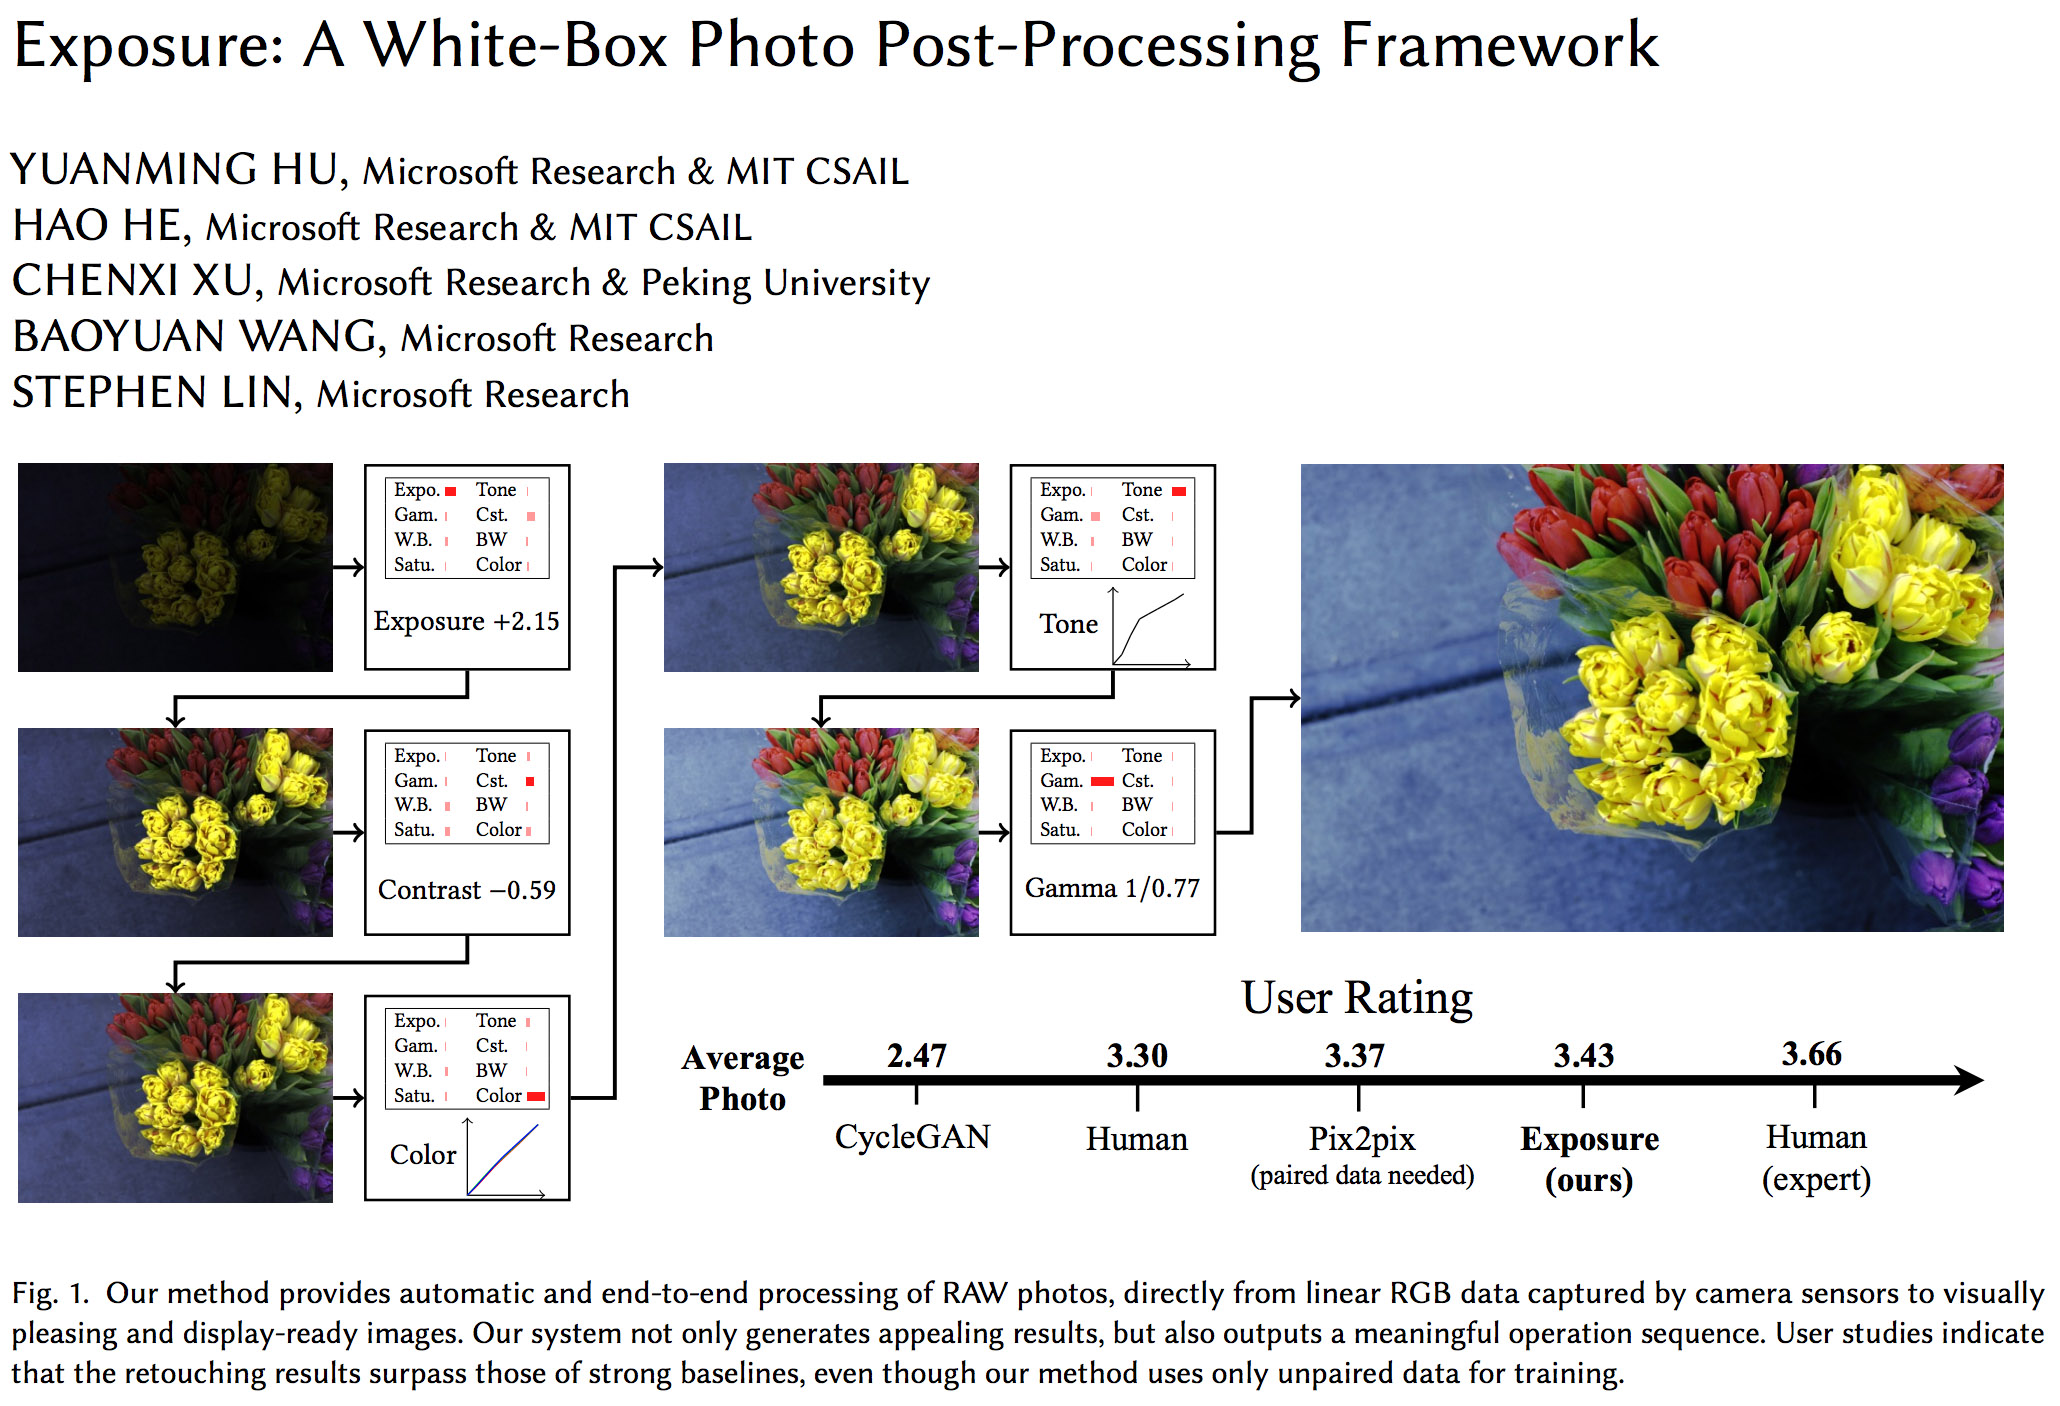 Exposure: A White-Box Photo Post-Processing Framework
YUANMING HU, Microsoft Research & MIT CSAIL
HAO HE, Microsoft Research & MIT CSAIL
CHENXI XU, Microsoft Research & Peking University
BAOYUAN WANG, Microsoft Research
STEPHEN LIN, Microsoft Research
Expo. Tone
Gam. Cst.
W.B. BW
Satu. Color
Exposure +2.15
Expo. Tone
Gam. Cst.
W.B. BW
Satu. Color
Contrast −0.59
Expo. Tone
Gam. Cst.
W.B. BW
Satu. Color
Color
Expo. Tone
Gam. Cst.
W.B. BW
Satu. Color
Tone
Expo. Tone
Gam. Cst.
W.B. BW
Satu. Color
Gamma 1/0.77
User Rating
Average
Photo
2.47 3.30 3.37 3.43 3.66
CycleGAN Human Pix2pix Exposure Human
(paired data needed) (ours) (expert)
Fig. 1. Our method provides automatic and end-to-end processing of RAW photos, directly from linear RGB data captured by camera sensors to visually
pleasing and display-ready images. Our system not only generates appealing results, but also outputs a meaningful operation sequence. User studies indicate
that the retouching results surpass those of strong baselines, even though our method uses only unpaired data for training.